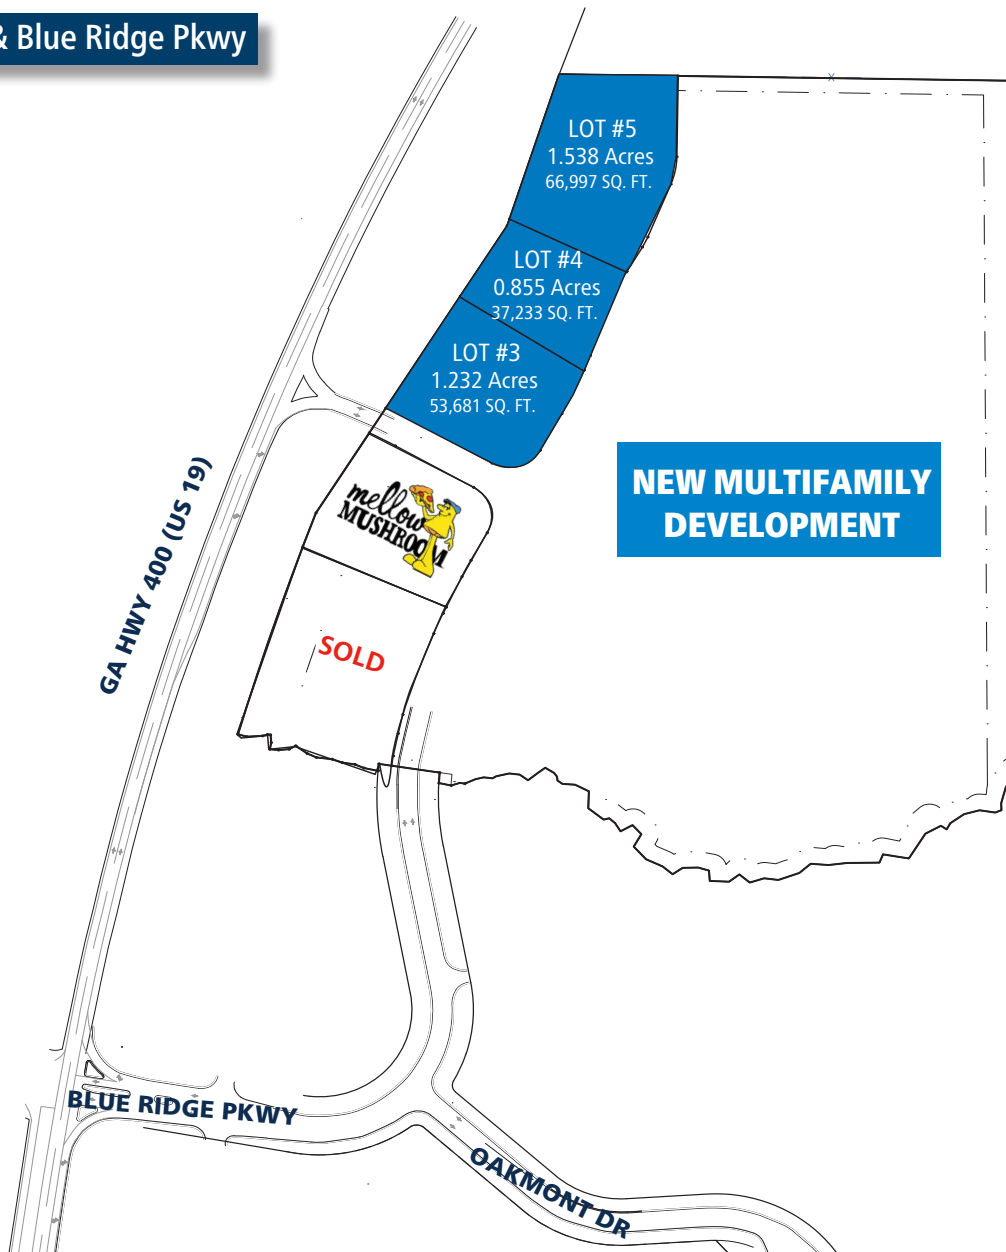 & Blue Ridge Pkwy
LOT #5
1.538 Acres
66,997 SQ. FT.
LOT #4
0.855 Acres
37,233 SQ. FT.
LOT #3
1.232 Acres
53,681 SQ. FT.
NEW MULTIFAMILY
DEVELOPMENT
mellow
MUSHROOM
GA HWY 400 (US 19)
SOLD
BLUE RIDGE PKWY
OAKMONT DR